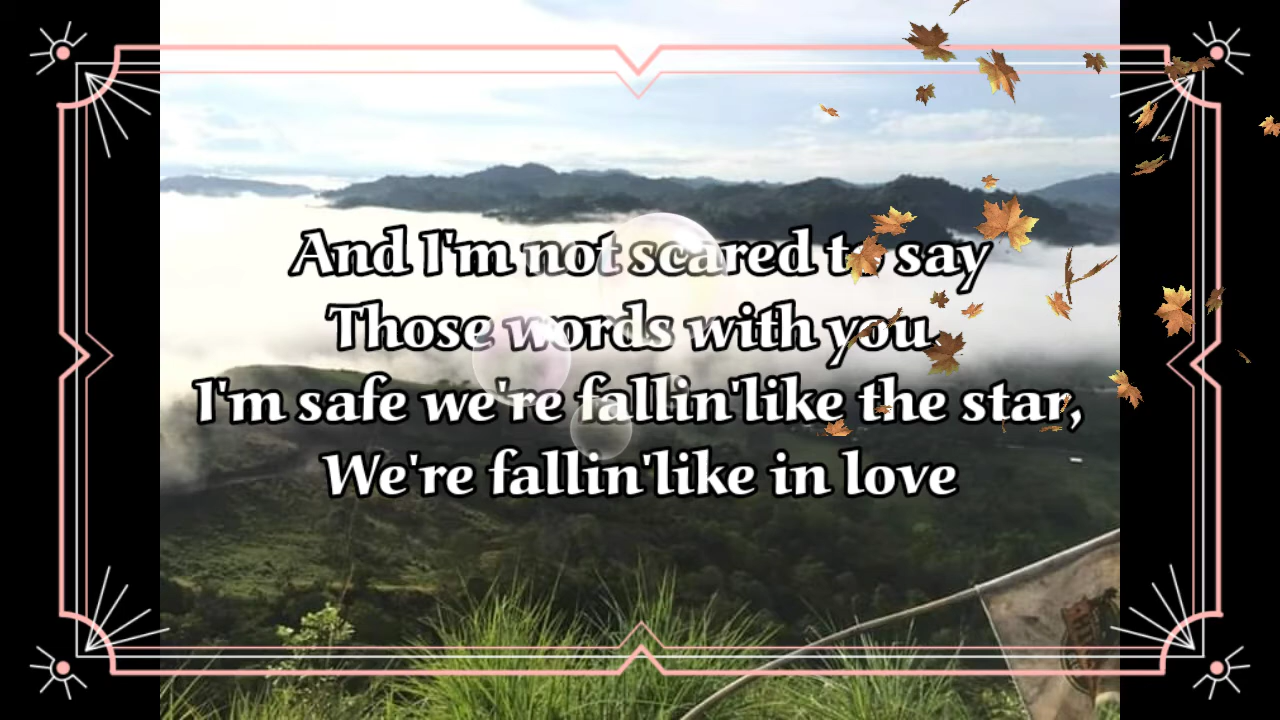 And I'm not scared to say
Those words with you
I'm safe we're fallin'like the star,
We're fallin'like in love